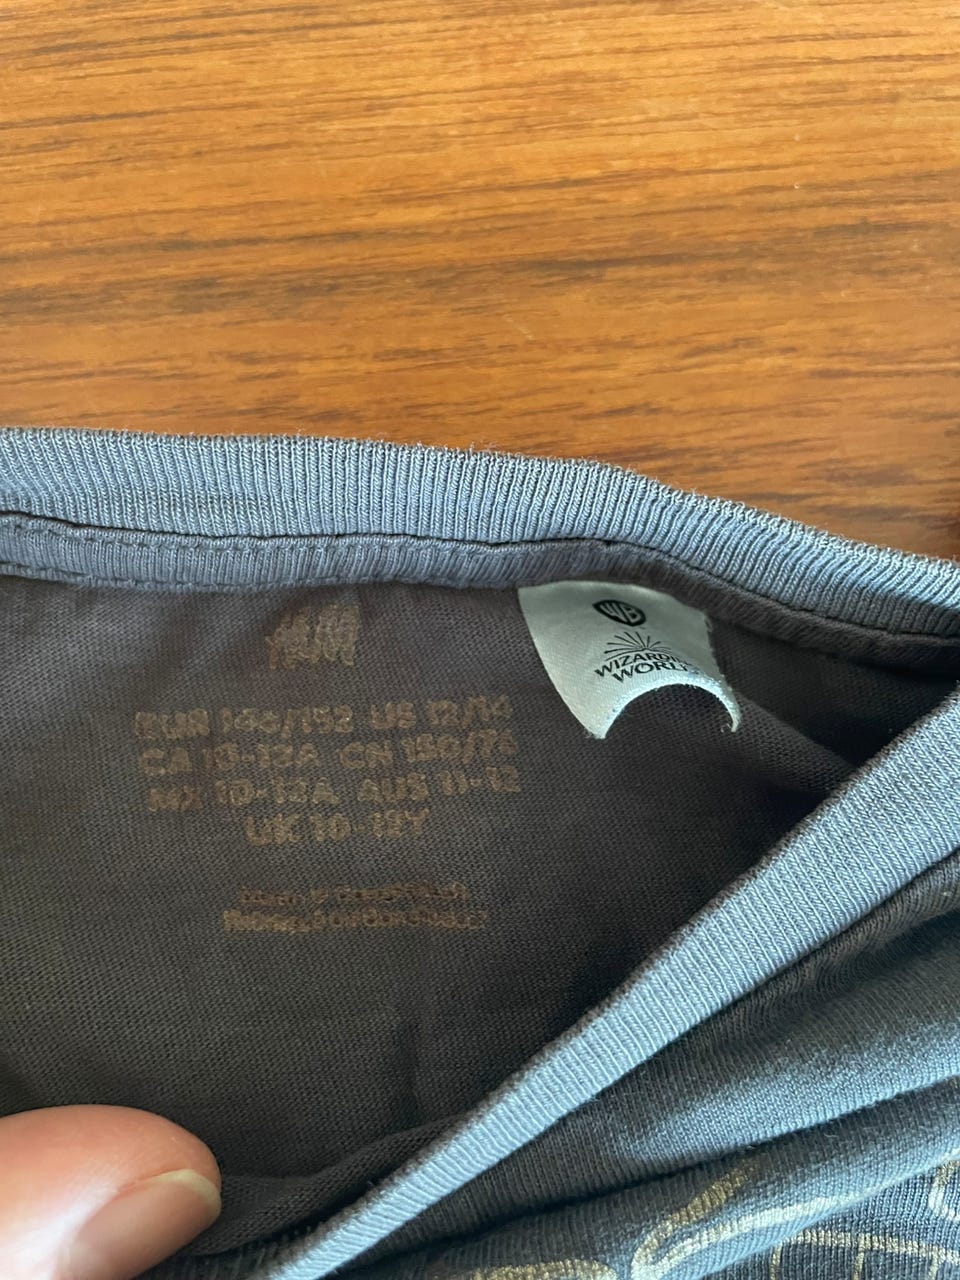 H&M
EUR 146/152 US 12/14
CA 10-12A CN 150/76
MX 10-12A AUS 11-12
UK 10-12Y
WB
WIZARDING
WORLD